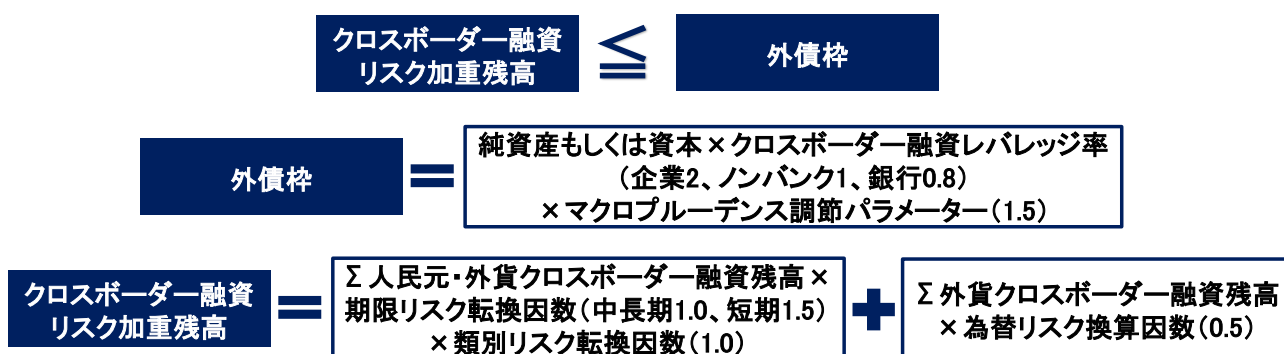 クロスボーダー融資
リスク加重残高
≦
外債枠
外債枠
=
純資産もしくは資本×クロスボーダー融資レバレッジ率
(企業2、ノンバンク1、銀行0.8)
×マクロプルーデンス調節パラメーター(1.5)
クロスボーダー融資
リスク加重残高
=
Σ人民元・外貨クロスボーダー融資残高×
期限リスク転換因数(中長期1.0、短期1.5)
×類別リスク転換因数(1.0)
+
Σ外貨クロスボーダー融資残高
×為替リスク換算因数(0.5)